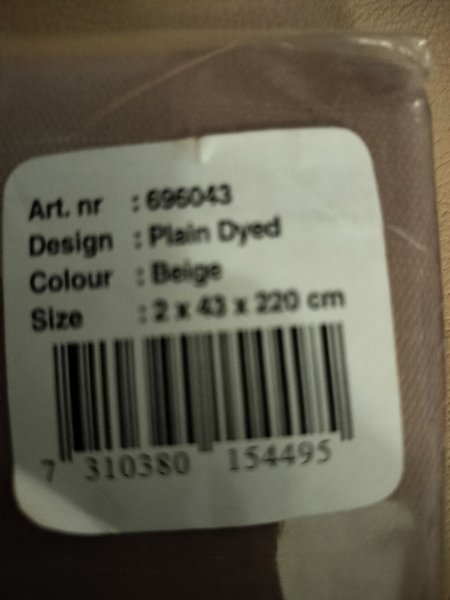 Art. nr : 696043
Design : Plain Dyed
Colour : Beige
Size : 2 x 43 x 220 cm
7 310380 154495